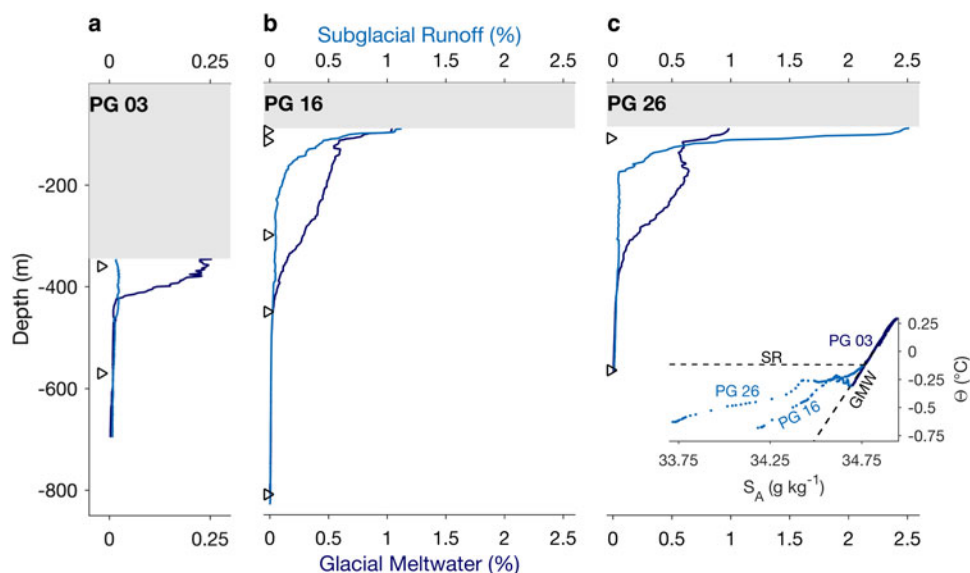 a
b
c
Subglacial Runoff (%)
0 0.25
0 0.5 1 1.5 2 2.5
0 0.5 1 1.5 2 2.5
PG 03
PG 16
PG 26
-200
-400
-600
-800
Depth (m)
0.25
0
-0.25
-0.5
-0.75
Θ (°C)
PG 03
SR
GMW
PG 26
PG 16
33.75 34.25 34.75
S_A (g kg⁻¹)
0 0.25
0 0.5 1 1.5 2 2.5
0 0.5 1 1.5 2 2.5
Glacial Meltwater (%)